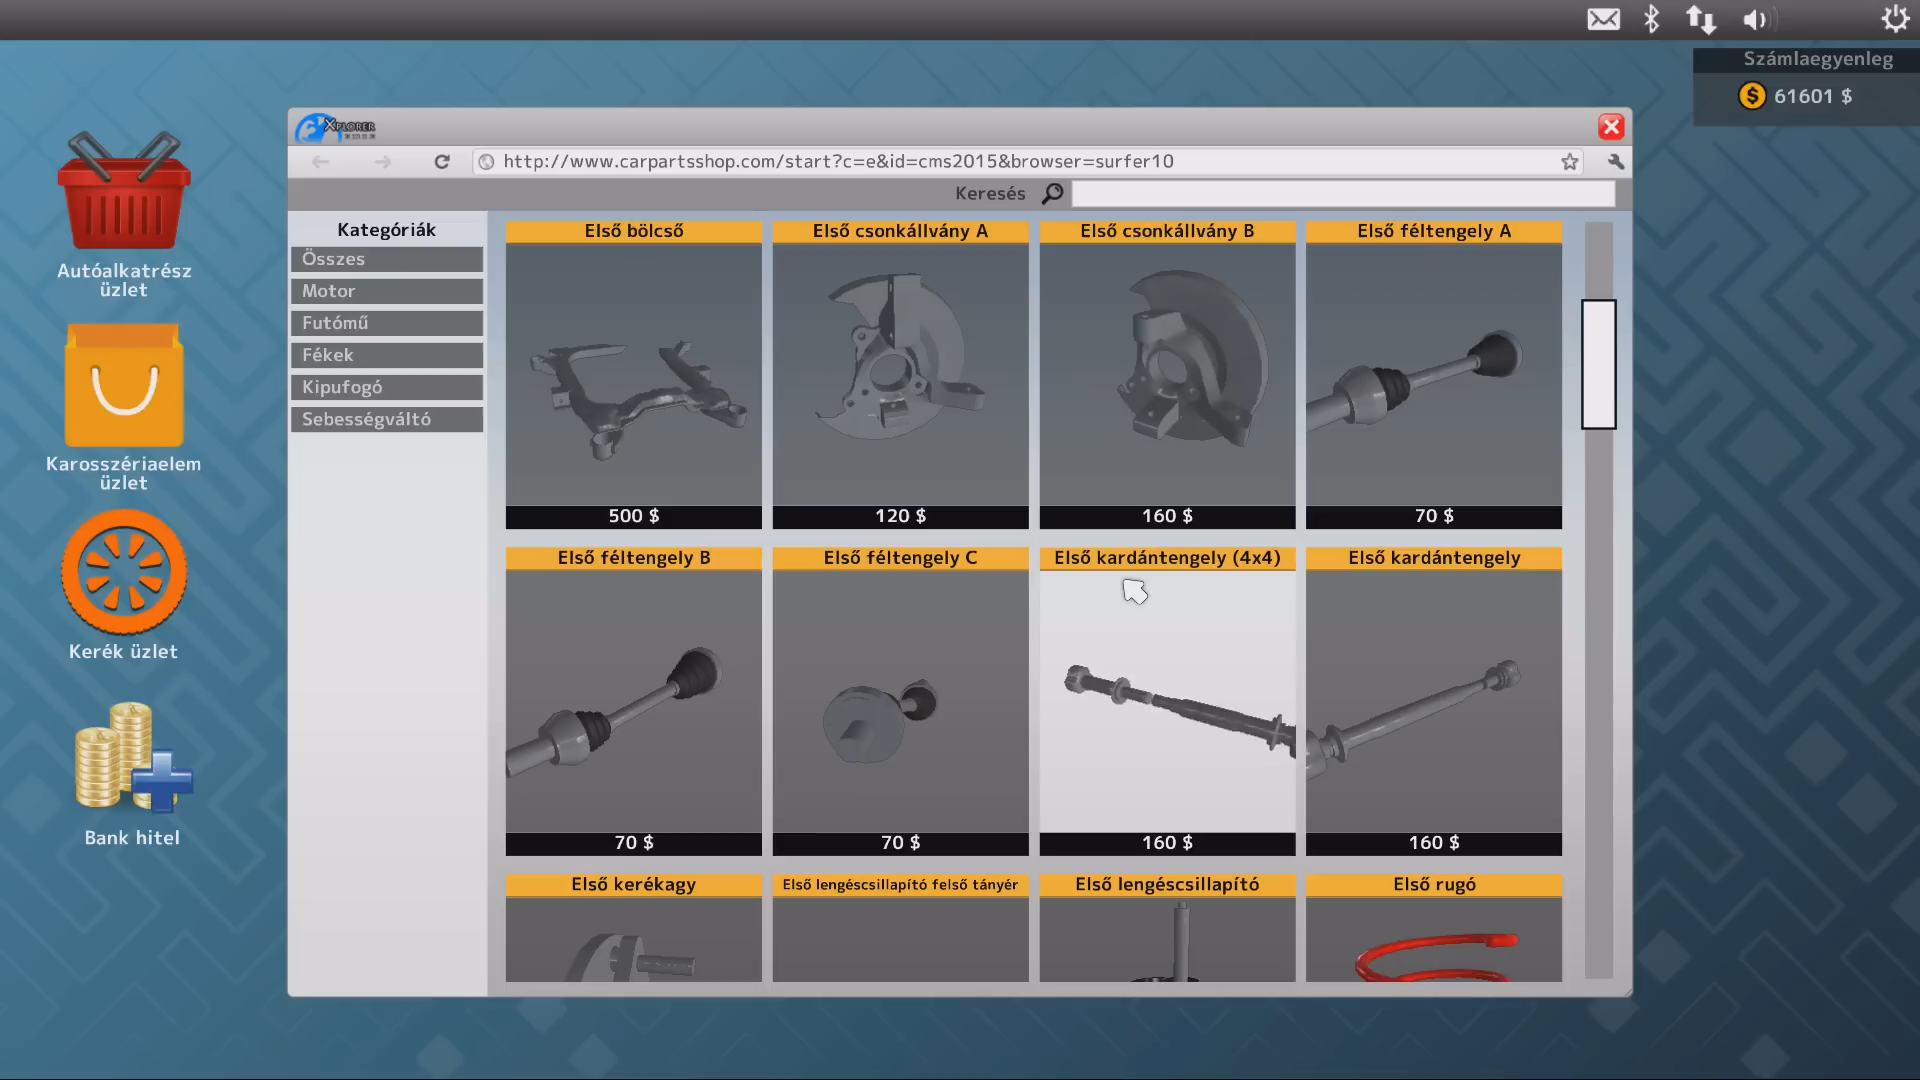 Számlaegyenleg
61601 $
XPLORER
http://www.carpartsshop.com/start?c=e&id=cms2015&browser=surfer10
Keresés
Kategóriák
Összes
Motor
Futómű
Fékek
Kipufogó
Sebességváltó
Autóalkatrész
üzlet
Karosszériaelem
üzlet
Kerék üzlet
Bank hitel
Első bölcső
Első csonkállvány A
Első csonkállvány B
Első féltengely A
500 $
120 $
160 $
70 $
Első féltengely B
Első féltengely C
Első kardántengely (4x4)
Első kardántengely
70 $
70 $
160 $
160 $
Első kerékagy
Első lengéscsillapító felső tányér
Első lengéscsillapító
Első rugó